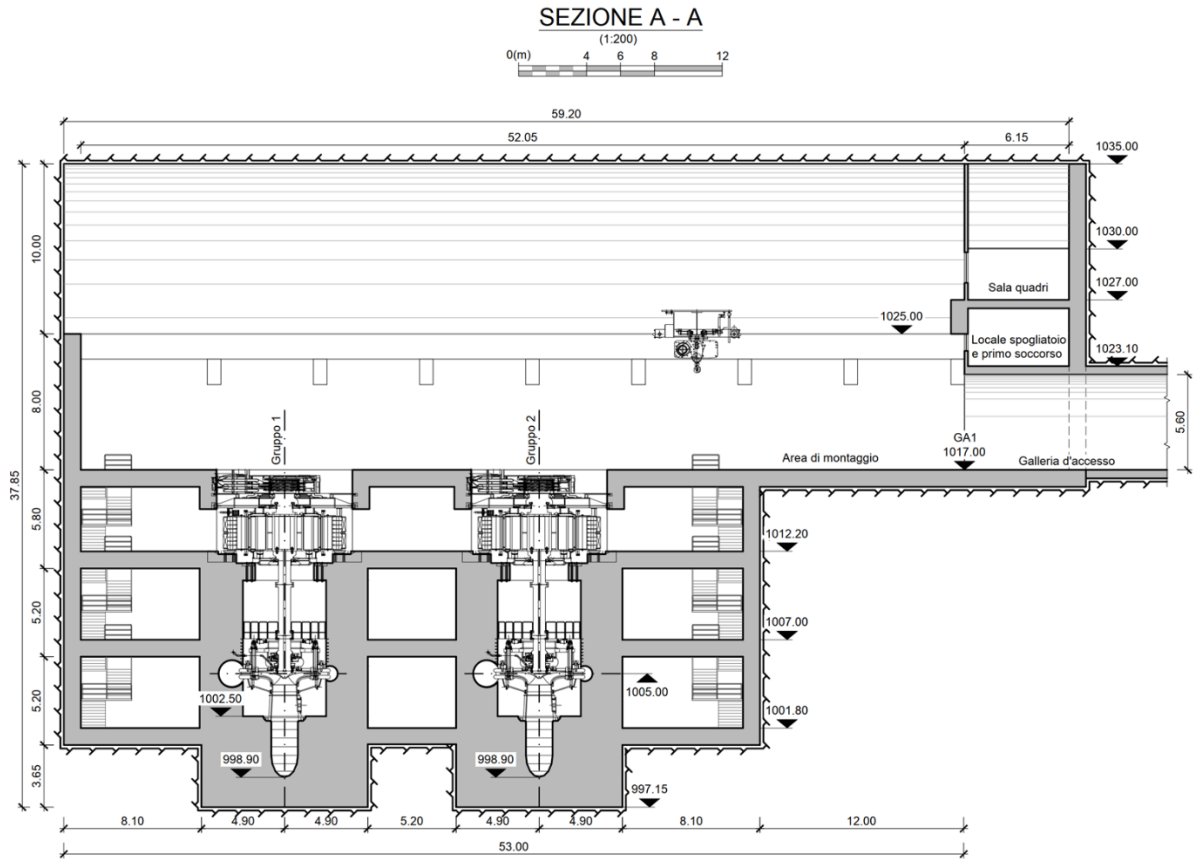 SEZIONE A - A
(1:200)
0(m) 4 6 8 12
59.20
52.05 6.15
1035.00
10.00
1030.00
Sala quadri
1027.00
1025.00
Locale spogliatoio
e primo soccorso
1023.10
8.00
Gruppo 1
Gruppo 2
5.60
GA1
1017.00
Area di montaggio
Galleria d'accesso
37.85
5.80
1012.20
5.20
1007.00
1005.00
5.20
1002.50
1001.80
998.90
998.90
3.65
997.15
8.10 4.90 4.90 5.20 4.90 4.90 8.10 12.00
53.00